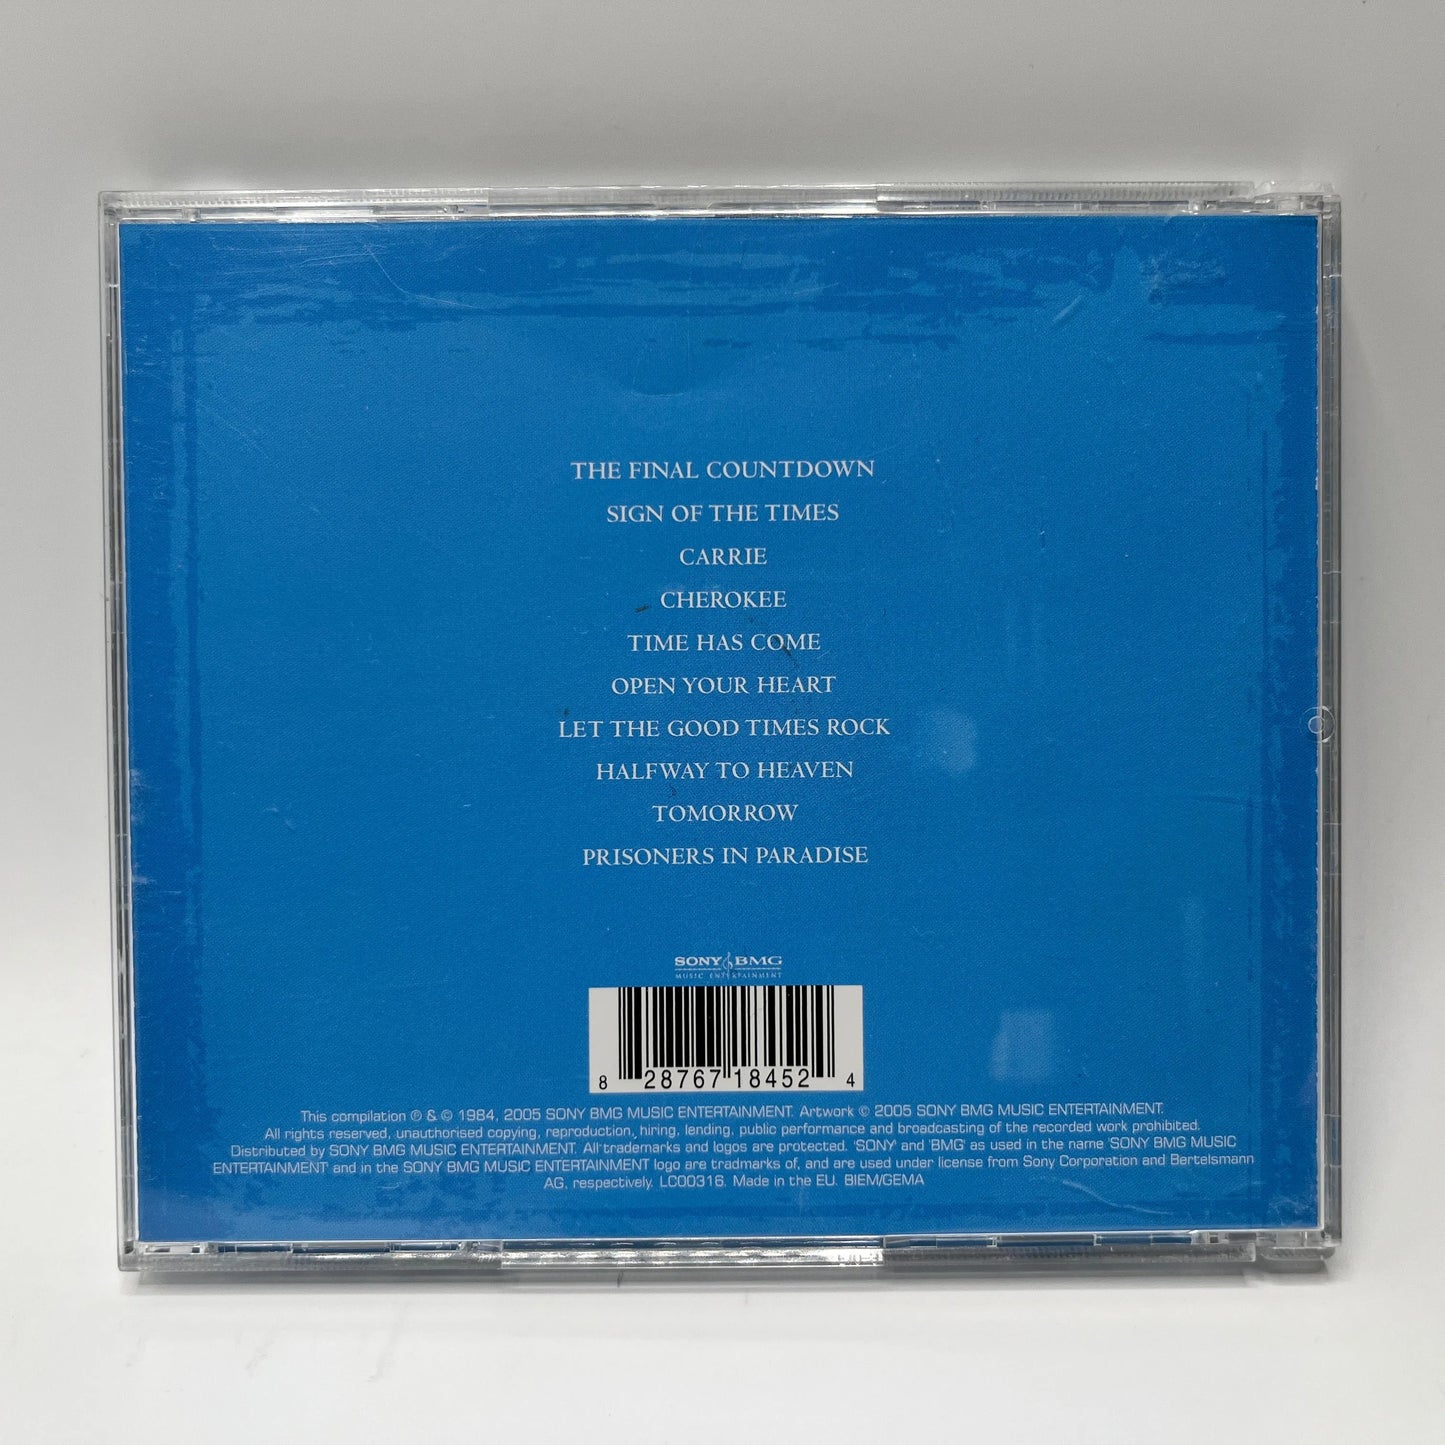 THE FINAL COUNTDOWN
SIGN OF THE TIMES
CARRIE
CHEROKEE
TIME HAS COME
OPEN YOUR HEART
LET THE GOOD TIMES ROCK
HALFWAY TO HEAVEN
TOMORROW
PRISONERS IN PARADISE
SONY BMG
MUSIC ENTERTAINMENT
8 28767 18452 4
This compilation ℗ & © 1984, 2005 SONY BMG MUSIC ENTERTAINMENT. Artwork © 2005 SONY BMG MUSIC ENTERTAINMENT.
All rights reserved, unauthorised copying, reproduction, hiring, lending, public performance and broadcasting of the recorded work prohibited.
Distributed by SONY BMG MUSIC ENTERTAINMENT. All trademarks and logos are protected. 'SONY' and 'BMG' as used in the name 'SONY BMG MUSIC
ENTERTAINMENT' and in the SONY BMG MUSIC ENTERTAINMENT logo are tradmarks of, and are used under license from Sony Corporation and Bertelsmann
AG, respectively. LC00316. Made in the EU. BIEM/GEMA